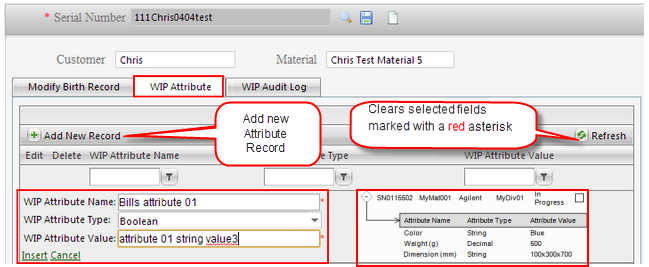 * Serial Number 111Chris0404test
Customer Chris Material Chris Test Material 5
Modify Birth Record WIP Attribute WIP Audit Log
Add new
Attribute
Record
Clears selected fields
marked with a red asterisk
Add New Record Refresh
Edit Delete WIP Attribute Name Type WIP Attribute Value
WIP Attribute Name: Bills attribute 01 *
WIP Attribute Type: Boolean
WIP Attribute Value: attribute 01 string value3 *
Insert Cancel
SN0115502 MyMat001 Agilent MyDiv01 In Progress
Attribute Name Attribute Type Attribute Value
Color String Blue
Weight (g) Decimal 500
Dimension (mm) String 100x300x700